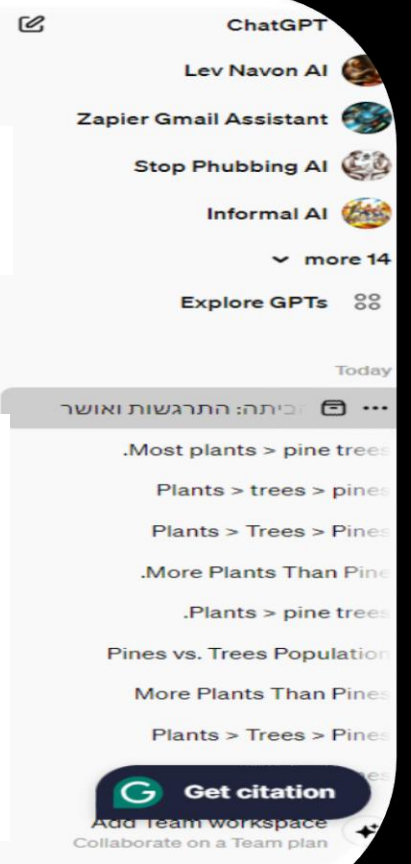 ChatGPT
Lev Navon AI
Zapier Gmail Assistant
Stop Phubbing AI
Informal AI
more 14
Explore GPTs
Today
הביתה: התרגשות ואושר
.Most plants > pine trees
Plants > trees > pines
Plants > Trees > Pines
.More Plants Than Pine
.Plants > pine trees
Pines vs. Trees Population
More Plants Than Pines
Plants > Trees > Pines
Get citation
Add Team workspace
Collaborate on a Team plan